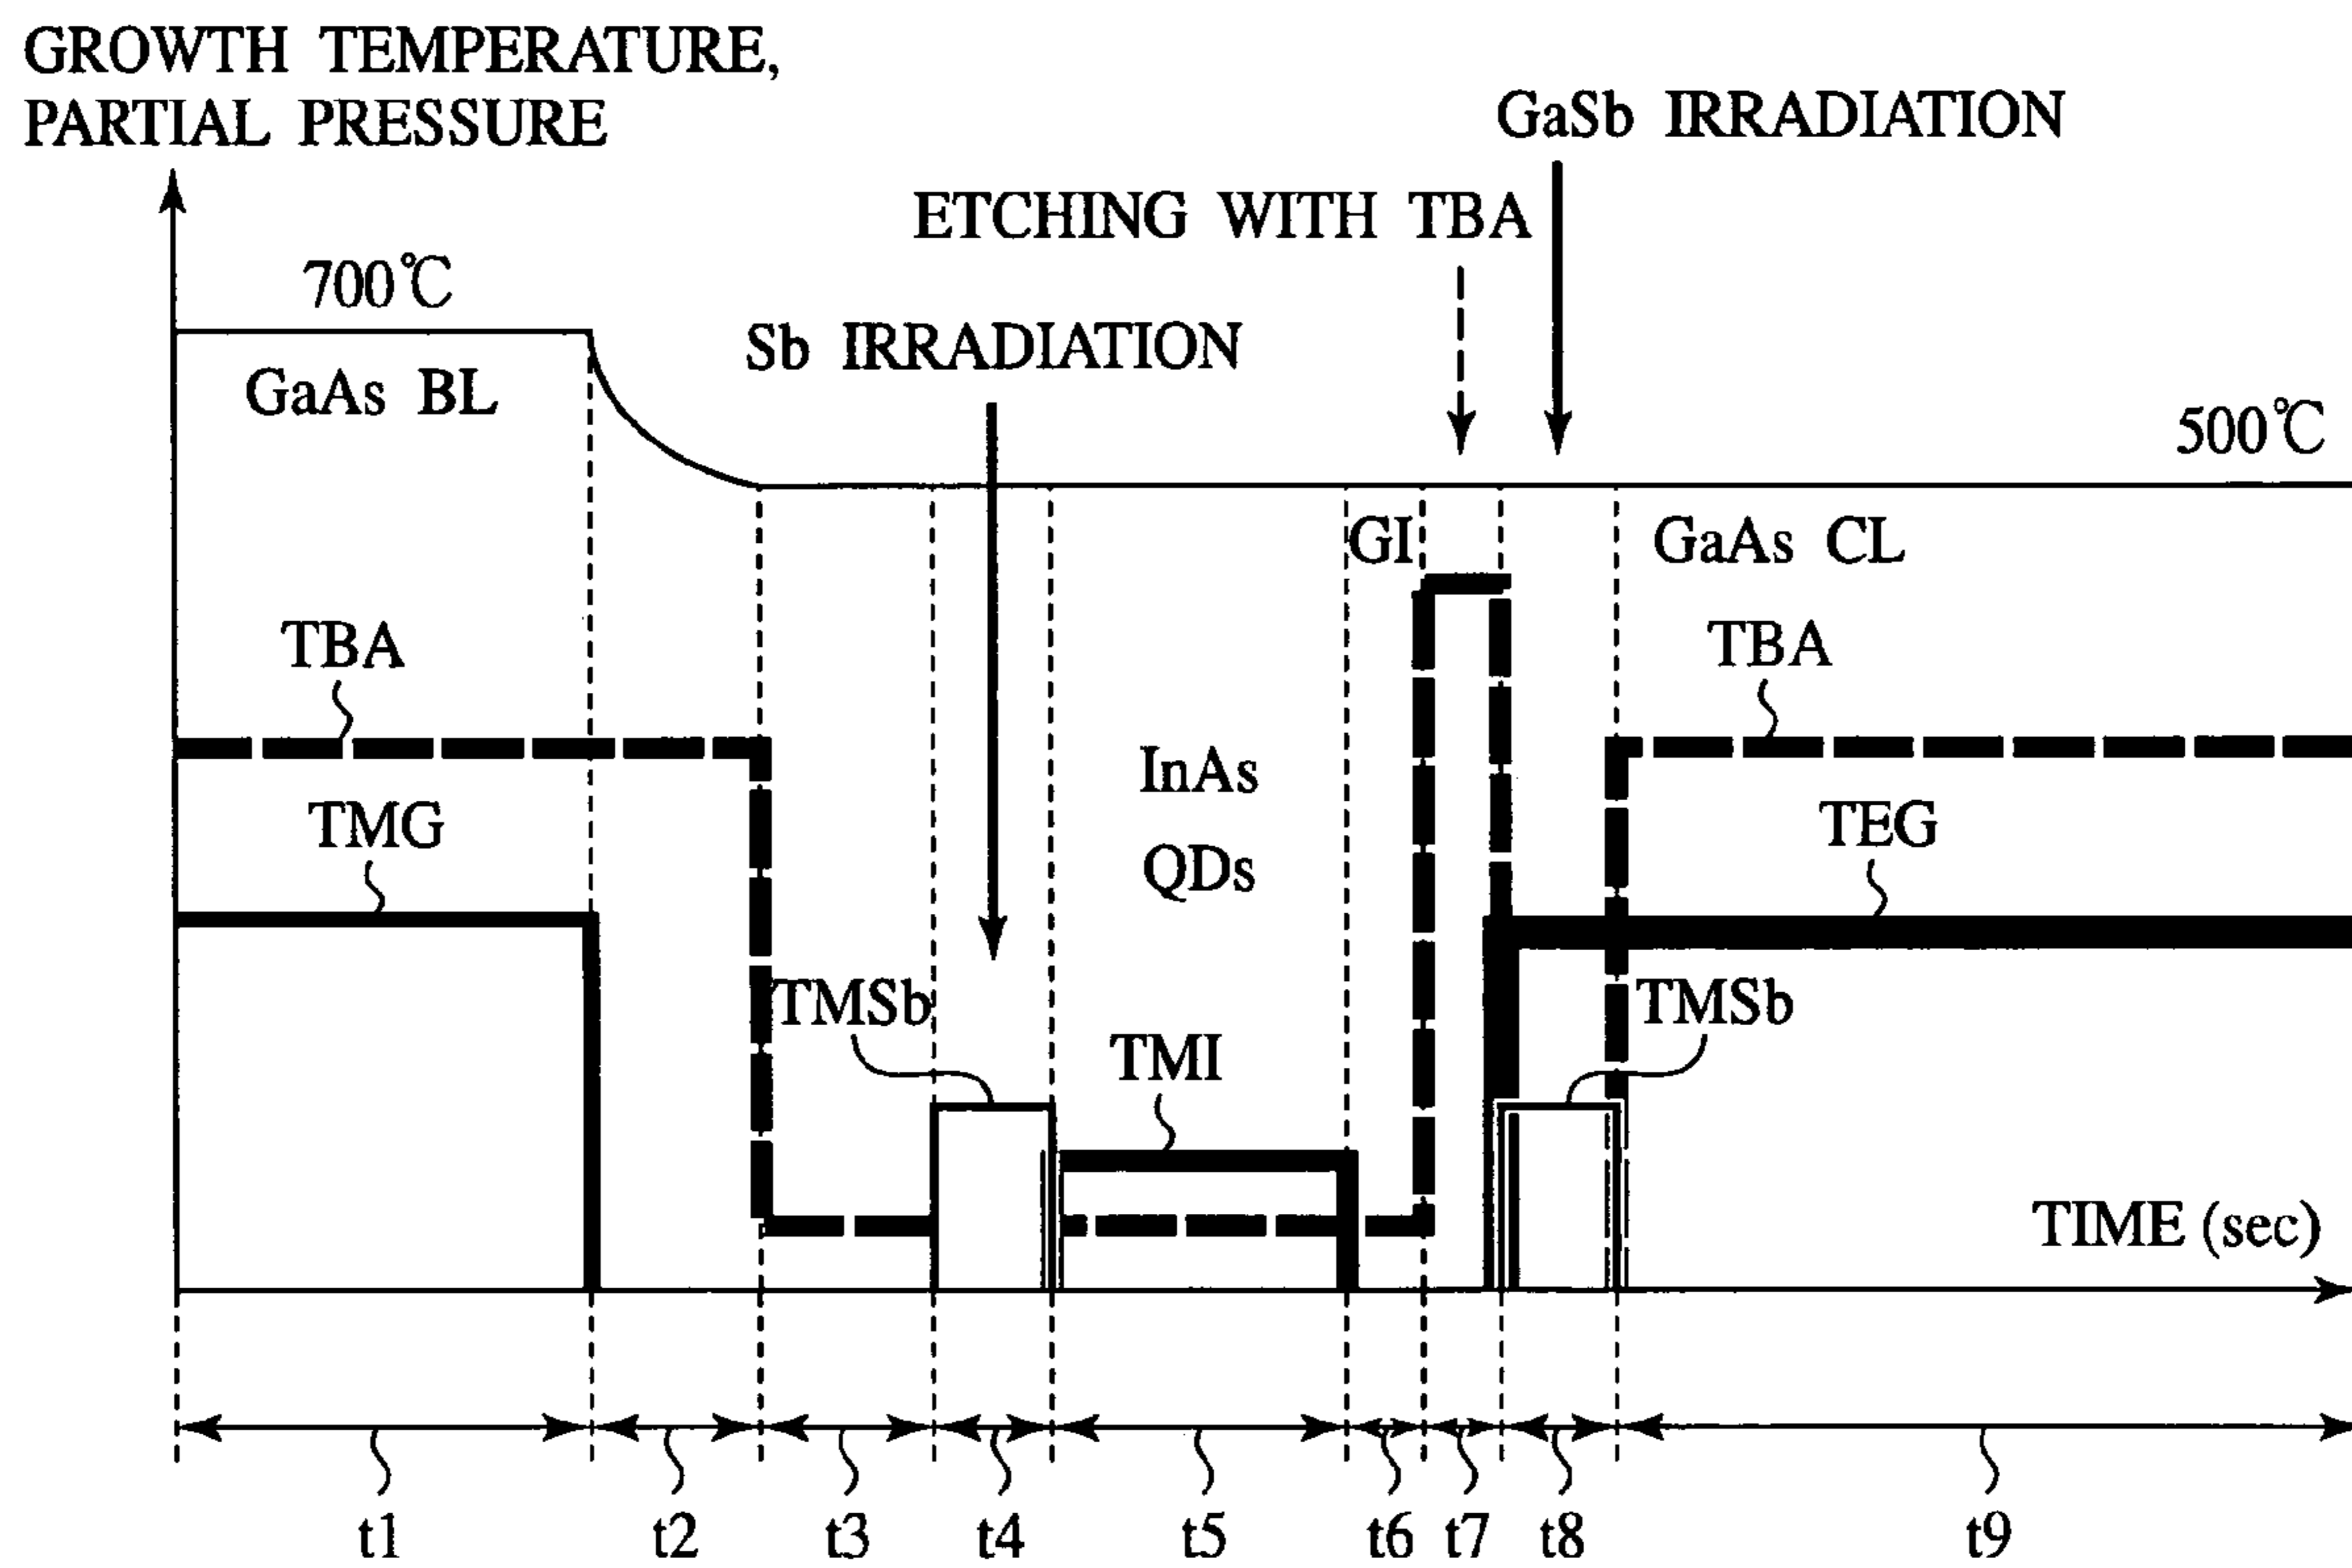 GROWTH TEMPERATURE,
PARTIAL PRESSURE
GaSb IRRADIATION
ETCHING WITH TBA
700℃
Sb IRRADIATION
GaAs BL
500℃
GI
GaAs CL
TBA
TBA
InAs
QDs
TMG
TEG
TMSb
TMSb
TMI
TIME (sec)
t1
t2
t3
t4
t5
t6
t7
t8
t9